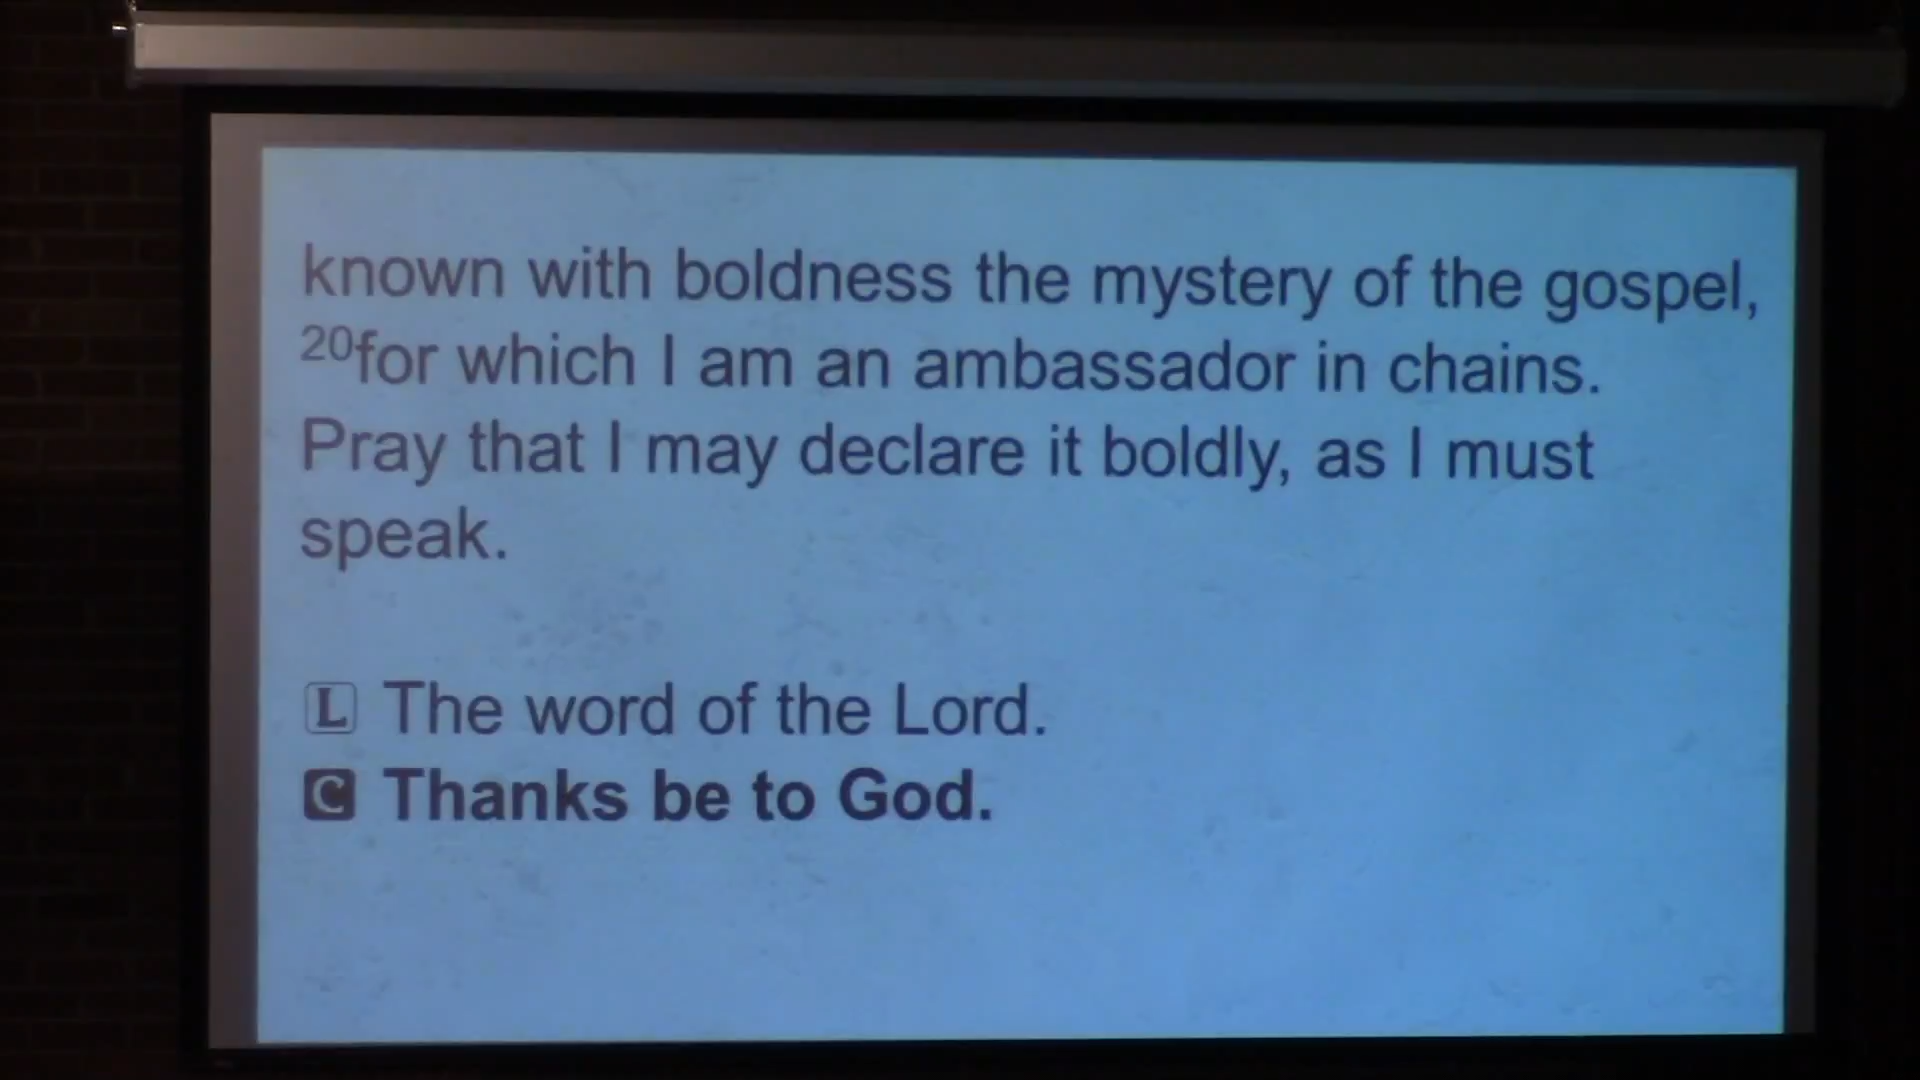 known with boldness the mystery of the gospel,
20for which I am an ambassador in chains.
Pray that I may declare it boldly, as I must
speak.
L The word of the Lord.
C Thanks be to God.